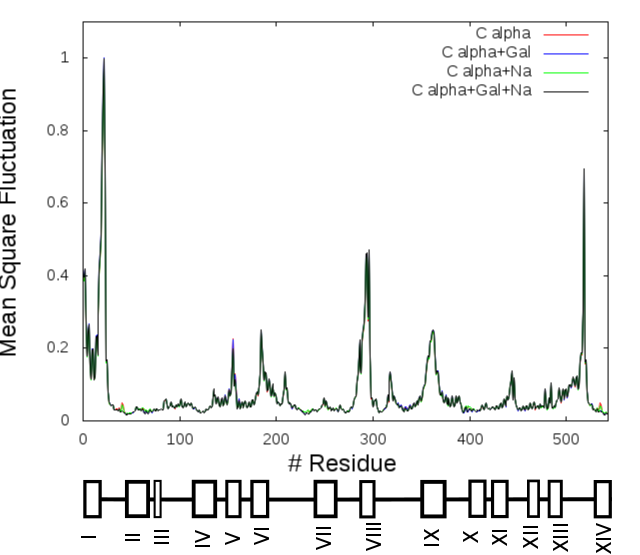 Mean Square Fluctuation
1
0.8
0.6
0.4
0.2
0
C alpha
C alpha+Gal
C alpha+Na
C alpha+Gal+Na
0 100 200 300 400 500
# Residue
I II III IV V VI VII VIII IX X XI XII XIII XIV